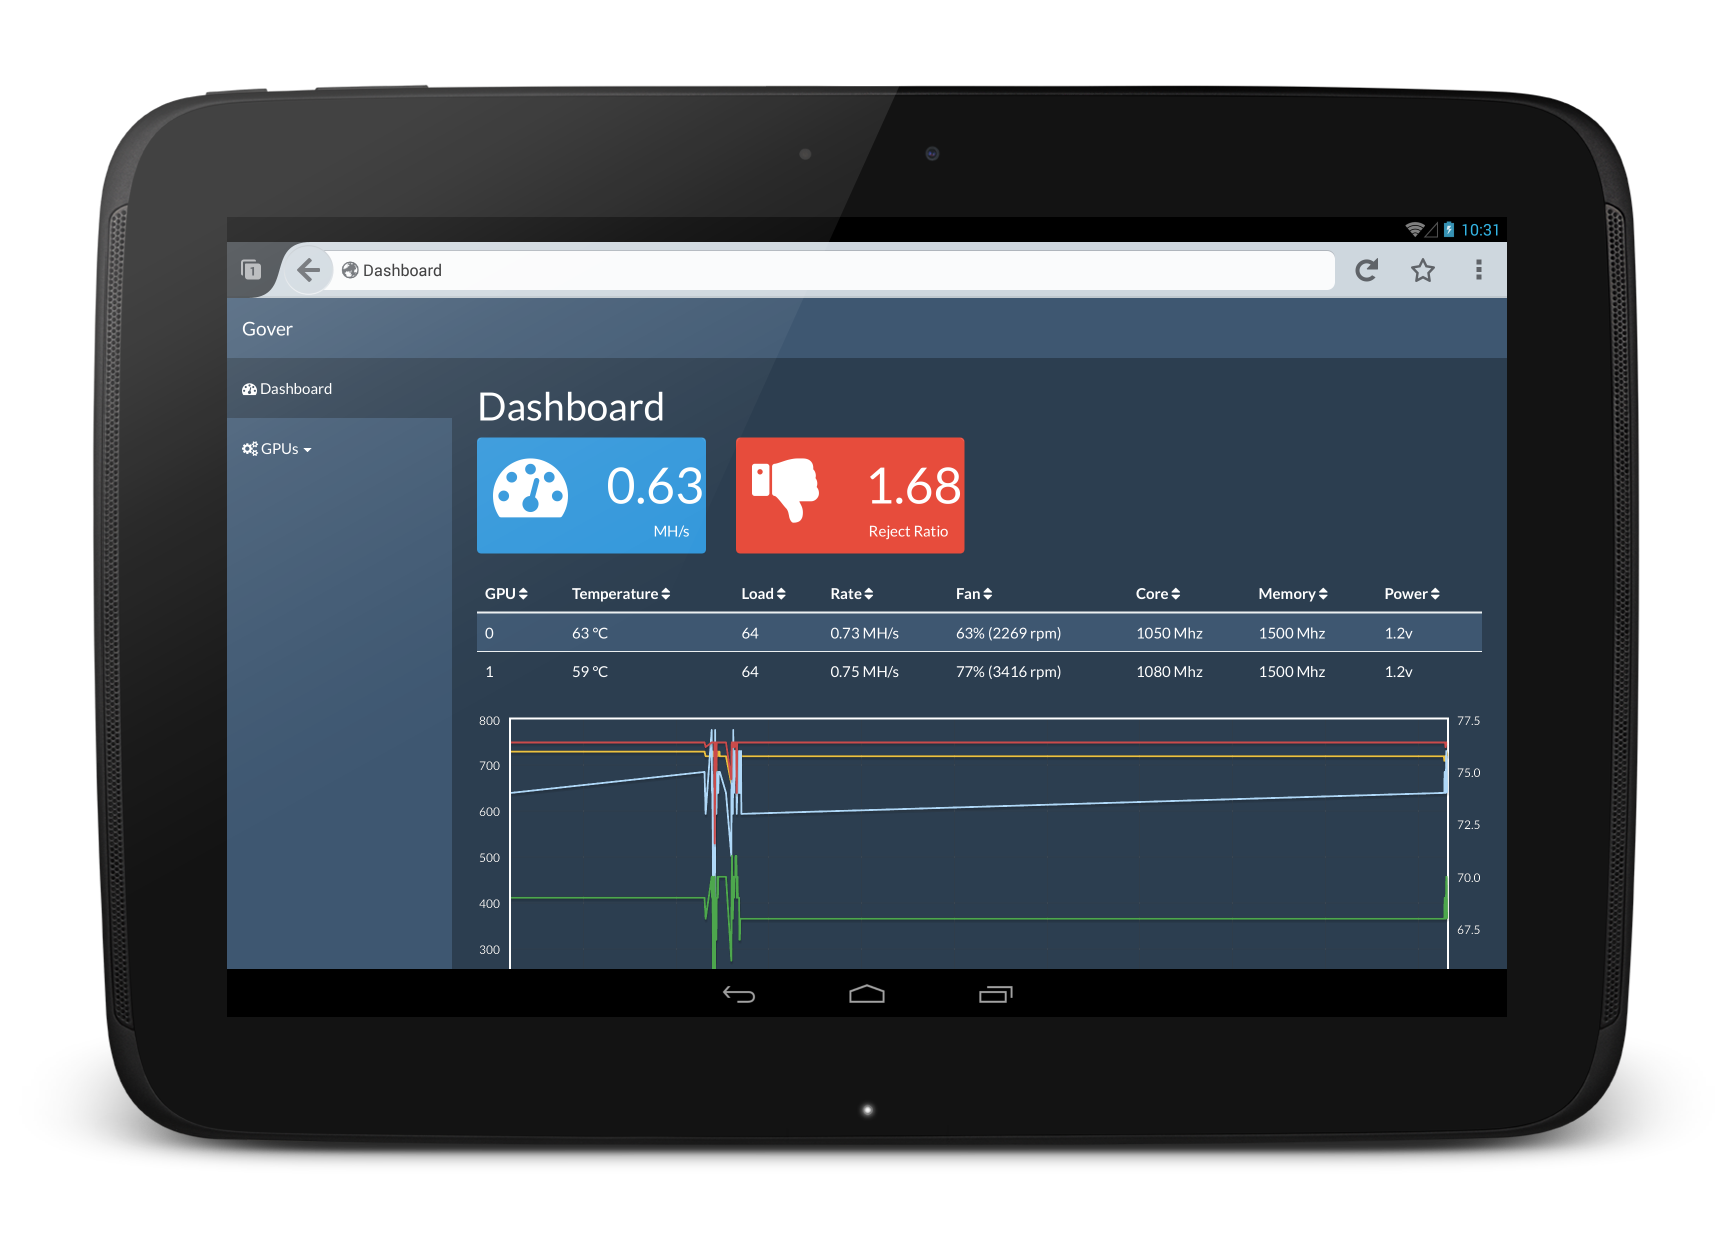 10:31
1 Dashboard
Gover
Dashboard
GPUs
Dashboard
0.63
MH/s
1.68
Reject Ratio
GPU Temperature Load Rate Fan Core Memory Power
0 63 °C 64 0.73 MH/s 63% (2269 rpm) 1050 Mhz 1500 Mhz 1.2v
1 59 °C 64 0.75 MH/s 77% (3416 rpm) 1080 Mhz 1500 Mhz 1.2v
800 77.5
700 75.0
600 72.5
500
400 70.0
300 67.5